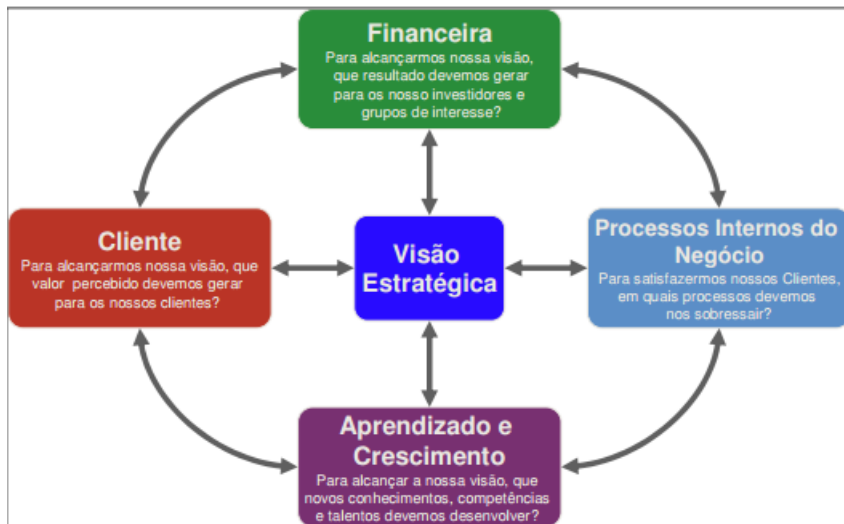 Financeira
Para alcançarmos nossa visão,
que resultado devemos gerar
para os nosso investidores e
grupos de interesse?
Cliente
Para alcançarmos nossa visão, que
valor percebido devemos gerar
para os nossos clientes?
Visão
Estratégica
Processos Internos do
Negócio
Para satisfazermos nossos Clientes,
em quais processos devemos
nos sobressair?
Aprendizado e
Crescimento
Para alcançar a nossa visão, que
novos conhecimentos, competências
e talentos devemos desenvolver?